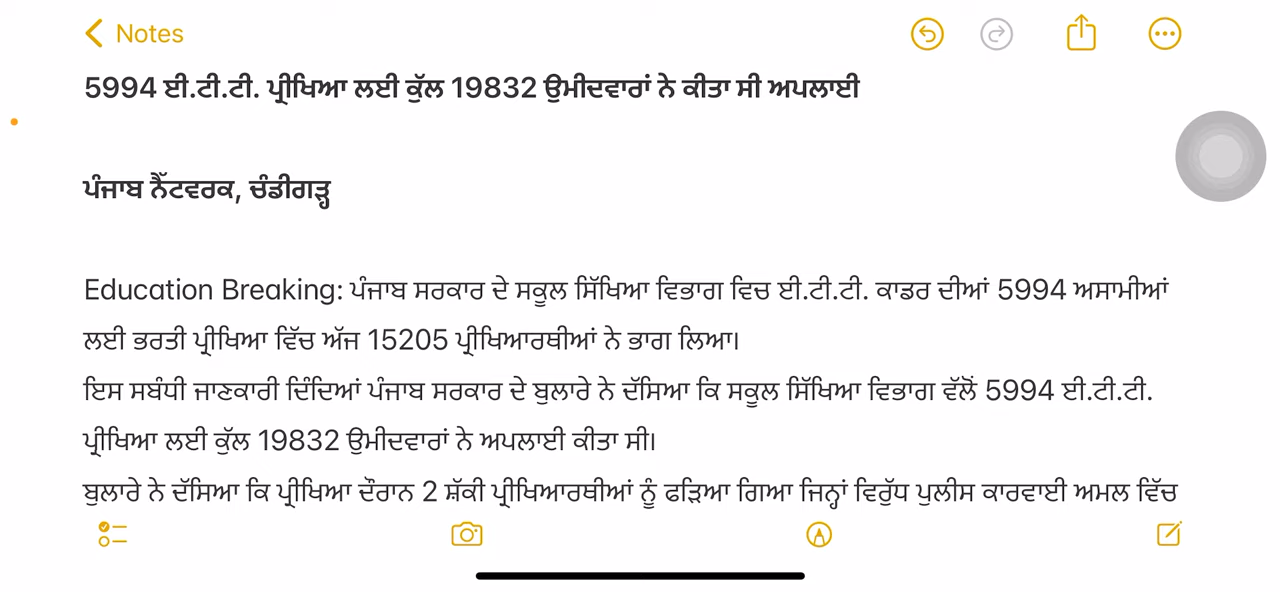 Notes
5994 ਈ.ਟੀ.ਟੀ. ਪ੍ਰੀਖਿਆ ਲਈ ਕੁੱਲ 19832 ਉਮੀਦਵਾਰਾਂ ਨੇ ਕੀਤਾ ਸੀ ਅਪਲਾਈ
ਪੰਜਾਬ ਨੈੱਟਵਰਕ, ਚੰਡੀਗੜ੍ਹ
Education Breaking: ਪੰਜਾਬ ਸਰਕਾਰ ਦੇ ਸਕੂਲ ਸਿੱਖਿਆ ਵਿਭਾਗ ਵਿਚ ਈ.ਟੀ.ਟੀ. ਕਾਡਰ ਦੀਆਂ 5994 ਅਸਾਮੀਆਂ
ਲਈ ਭਰਤੀ ਪ੍ਰੀਖਿਆ ਵਿੱਚ ਅੱਜ 15205 ਪ੍ਰੀਖਿਆਰਥੀਆਂ ਨੇ ਭਾਗ ਲਿਆ।
ਇਸ ਸਬੰਧੀ ਜਾਣਕਾਰੀ ਦਿੰਦਿਆਂ ਪੰਜਾਬ ਸਰਕਾਰ ਦੇ ਬੁਲਾਰੇ ਨੇ ਦੱਸਿਆ ਕਿ ਸਕੂਲ ਸਿੱਖਿਆ ਵਿਭਾਗ ਵੱਲੋਂ 5994 ਈ.ਟੀ.ਟੀ.
ਪ੍ਰੀਖਿਆ ਲਈ ਕੁੱਲ 19832 ਉਮੀਦਵਾਰਾਂ ਨੇ ਅਪਲਾਈ ਕੀਤਾ ਸੀ।
ਬੁਲਾਰੇ ਨੇ ਦੱਸਿਆ ਕਿ ਪ੍ਰੀਖਿਆ ਦੌਰਾਨ 2 ਸ਼ੱਕੀ ਪ੍ਰੀਖਿਆਰਥੀਆਂ ਨੂੰ ਫੜਿਆ ਗਿਆ ਜਿਨ੍ਹਾਂ ਵਿਰੁੱਧ ਪੁਲੀਸ ਕਾਰਵਾਈ ਅਮਲ ਵਿੱਚ